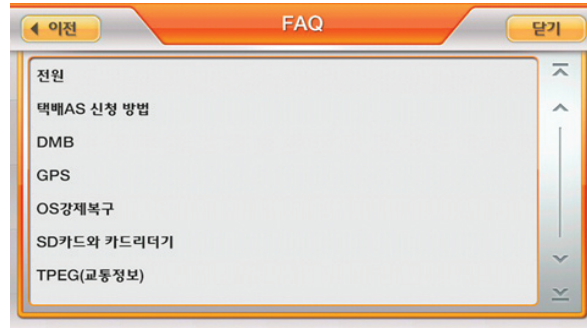 이전
FAQ
닫기
전원
택배AS 신청 방법
DMB
GPS
OS강제복구
SD카드와 카드리더기
TPEG(교통정보)